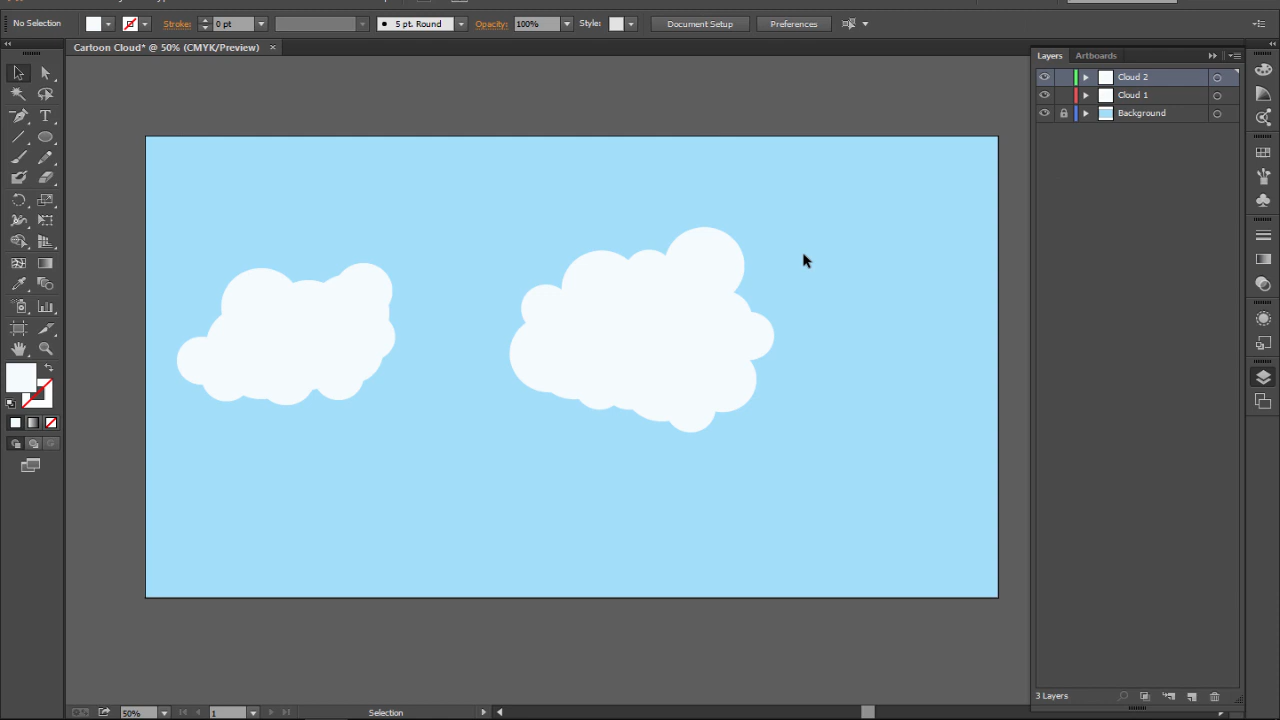 No Selection Stroke: 0 pt 5 pt. Round Opacity: 100% Style: Document Setup Preferences
Cartoon Cloud* @ 50% (CMYK/Preview)
Layers Artboards
Cloud 2
Cloud 1
Background
3 Layers
50% 1 Selection